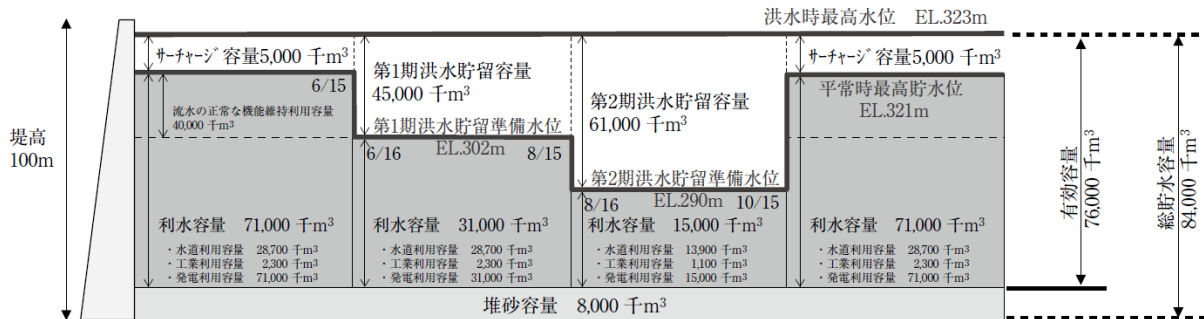 洪水時最高水位 EL.323m
サーチャージ容量5,000 千m³
第1期洪水貯留容量
45,000 千m³
第2期洪水貯留容量
61,000 千m³
サーチャージ容量5,000 千m³
6/15
流水の正常な機能維持利用容量
40,000 千m³
第1期洪水貯留準備水位
EL.302m
6/16
8/15
第2期洪水貯留準備水位
EL.290m
8/16
10/15
平常時最高貯水位
EL.321m
堤高
100m
利水容量 71,000 千m³
・水道利用容量 28,700 千m³
・工業利用容量 2,300 千m³
・発電利用容量 71,000 千m³
利水容量 31,000 千m³
・水道利用容量 28,700 千m³
・工業利用容量 2,300 千m³
・発電利用容量 31,000 千m³
利水容量 15,000 千m³
・水道利用容量 13,900 千m³
・工業利用容量 1,100 千m³
・発電利用容量 15,000 千m³
利水容量 71,000 千m³
・水道利用容量 28,700 千m³
・工業利用容量 2,300 千m³
・発電利用容量 71,000 千m³
有効容量
76,000 千m³
総貯水容量
84,000 千m³
堆砂容量 8,000 千m³